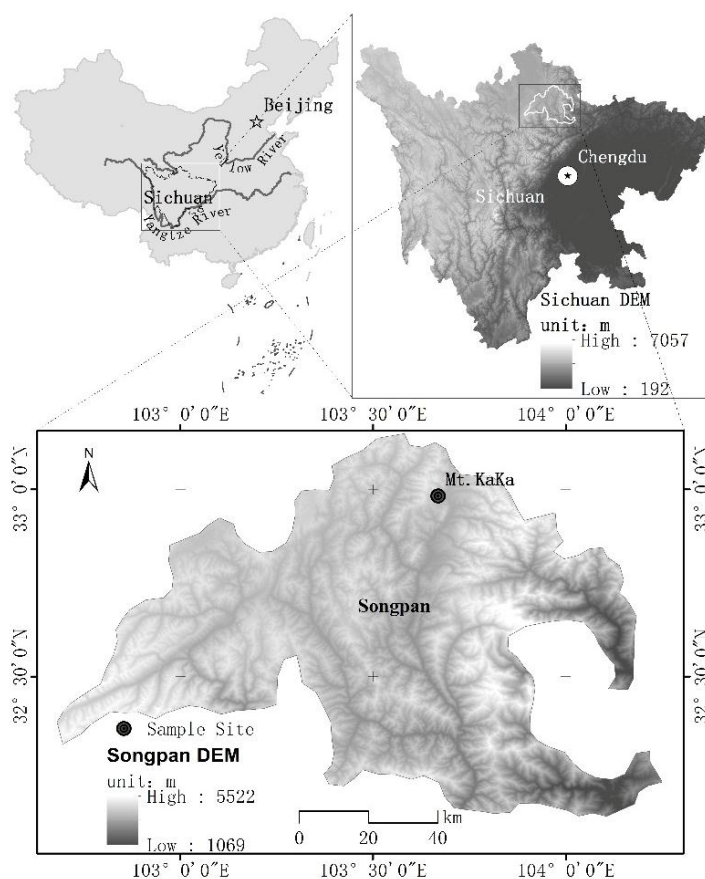 Beijing
Yellow River
Sichuan
Yangtze River
Chengdu
Sichuan
Sichuan DEM
unit: m
High : 7057
Low : 192
103° 0′ 0″E
103° 30′ 0″E
104° 0′ 0″E
N
Mt.KaKa
33° 0′ 0″N
33° 0′ 0″N
Songpan
32° 30′ 0″N
32° 30′ 0″N
Sample Site
Songpan DEM
unit: m
High : 5522
Low : 1069
km
0 20 40
103° 0′ 0″E
103° 30′ 0″E
104° 0′ 0″E